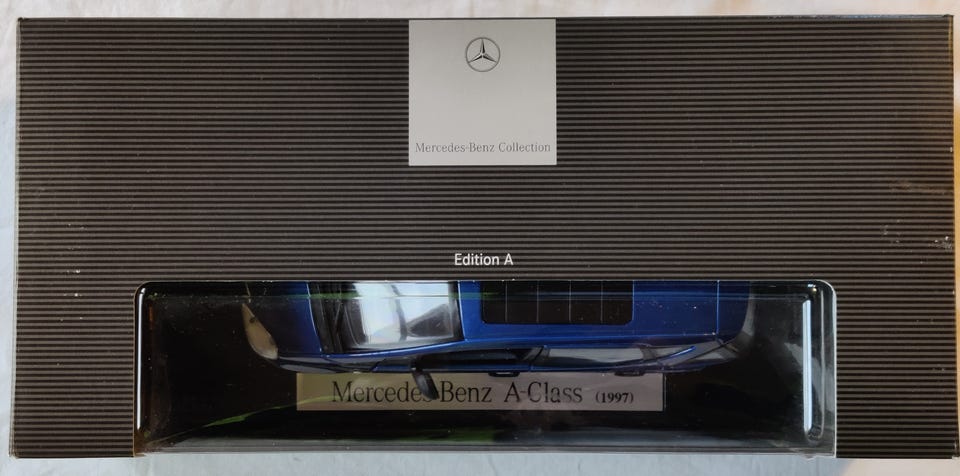 Mercedes-Benz Collection
Edition A
Mercedes-Benz A-Class (1997)